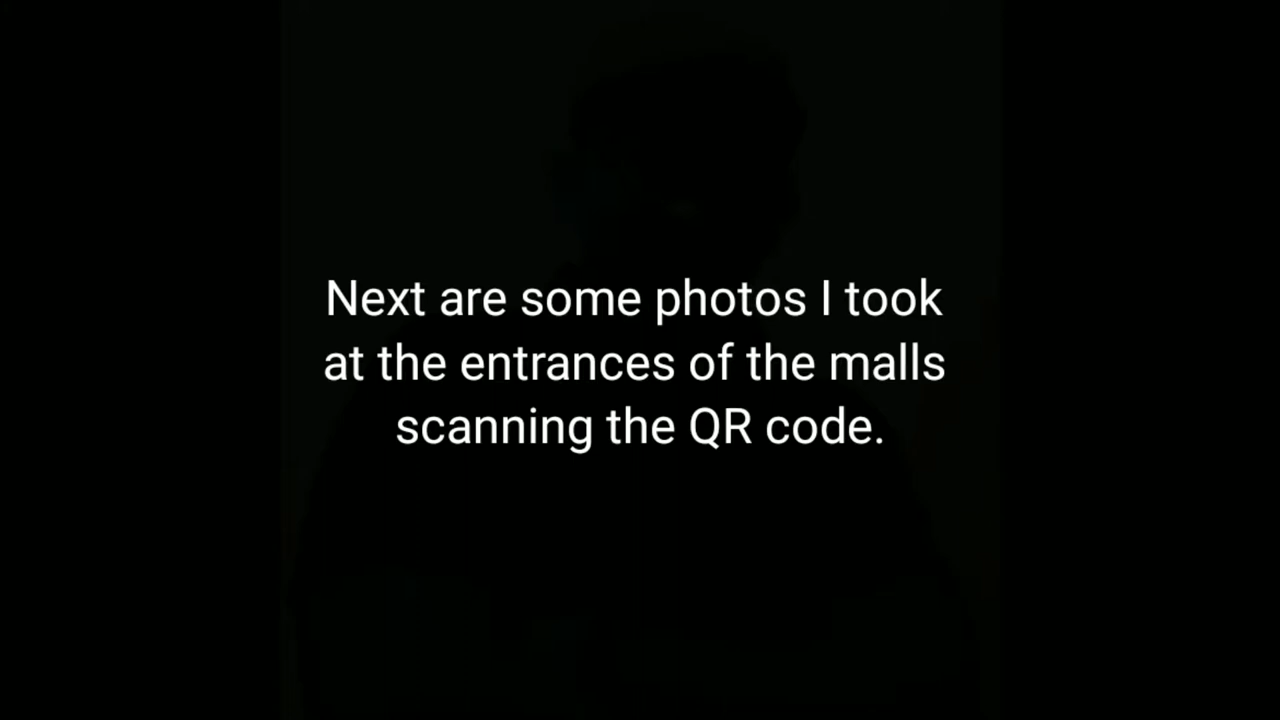 Next are some photos I took
at the entrances of the malls
scanning the QR code.